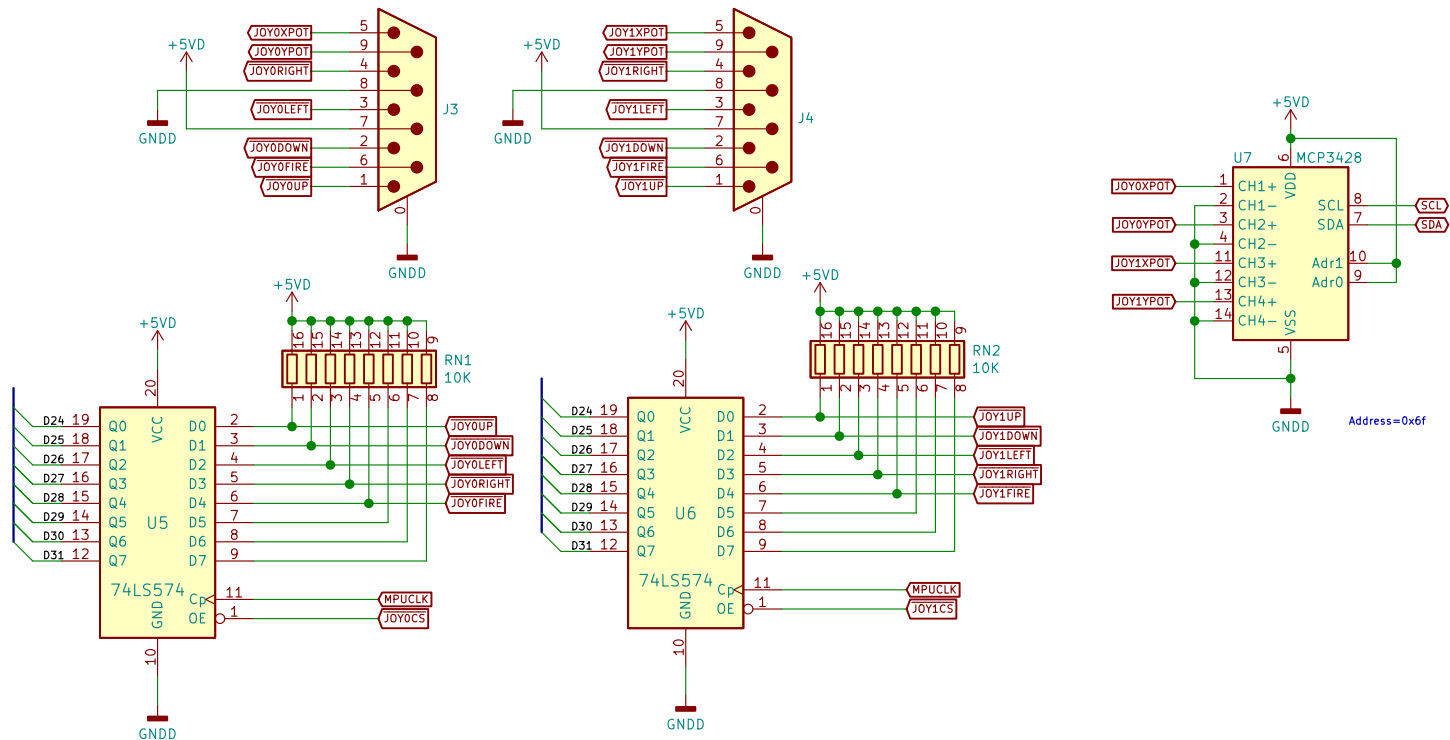 JOY0XPOT 5
+5VD JOY0YPOT 9
JOY0RIGHT 4
8
JOY0LEFT 3 J3
7
GNDD
JOY0DOWN 2
JOY0FIRE 6
JOY0UP 1
0
GNDD
JOY1XPOT 5
+5VD JOY1YPOT 9
JOY1RIGHT 4
8
JOY1LEFT 3
J4
7
GNDD
JOY1DOWN 2
JOY1FIRE 6
JOY1UP 1
0
GNDD
+5VD
U7 6 MCP3428
VDD
JOY0XPOT 1 CH1+
2 CH1- SCL 8 SCL
JOY0YPOT 3 CH2+ SDA 7 SDA
4 CH2-
JOY1XPOT 11 CH3+ Adr1 10
12 CH3- Adr0 9
JOY1YPOT 13 CH4+
14 CH4-
VSS
5
GNDD
Address=0x6f
+5VD
16 15 14 13 12 11 10 9
RN1
10K
1 2 3 4 5 6 7 8
+5VD
20
VCC
D24 19 Q0 D0 2 JOY0UP
D25 18 Q1 D1 3 JOY0DOWN
D26 17 Q2 D2 4 JOY0LEFT
D27 16 Q3 D3 5 JOY0RIGHT
D28 15 Q4 D4 6 JOY0FIRE
D29 14 Q5 U5 D5 7
D30 13 Q6 D6 8
D31 12 Q7 D7 9
74LS574
Cp 11 MPUCLK
GND OE 1 JOY0CS
10
GNDD
+5VD
16 15 14 13 12 11 10 9
RN2
10K
1 2 3 4 5 6 7 8
+5VD
20
VCC
D24 19 Q0 D0 2 JOY1UP
D25 18 Q1 D1 3 JOY1DOWN
D26 17 Q2 D2 4 JOY1LEFT
D27 16 Q3 D3 5 JOY1RIGHT
D28 15 Q4 D4 6 JOY1FIRE
D29 14 Q5 U6 D5 7
D30 13 Q6 D6 8
D31 12 Q7 D7 9
74LS574
Cp 11 MPUCLK
GND OE 1 JOY1CS
10
GNDD